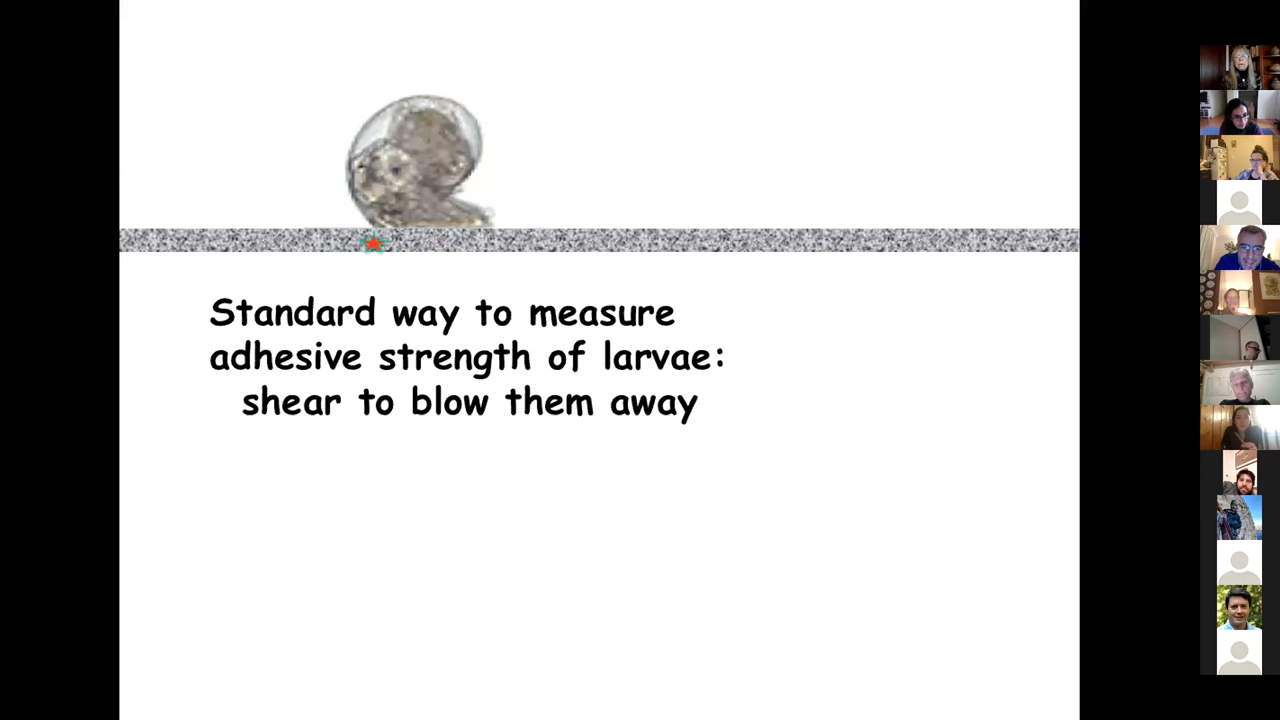 Standard way to measure
adhesive strength of larvae:
shear to blow them away